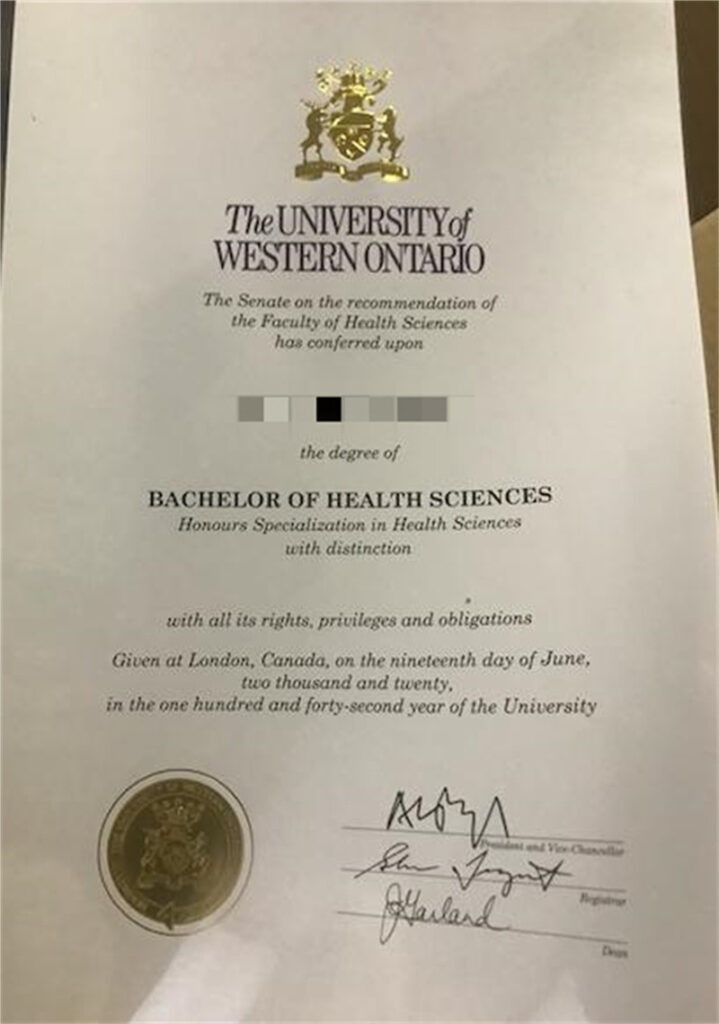 The UNIVERSITY of
WESTERN ONTARIO
The Senate on the recommendation of
the Faculty of Health Sciences
has conferred upon
the degree of
BACHELOR OF HEALTH SCIENCES
Honours Specialization in Health Sciences
with distinction
with all its rights, privileges and obligations
Given at London, Canada, on the nineteenth day of June,
two thousand and twenty,
in the one hundred and forty-second year of the University
President and Vice-Chancellor
Registrar
JGarland
Dean